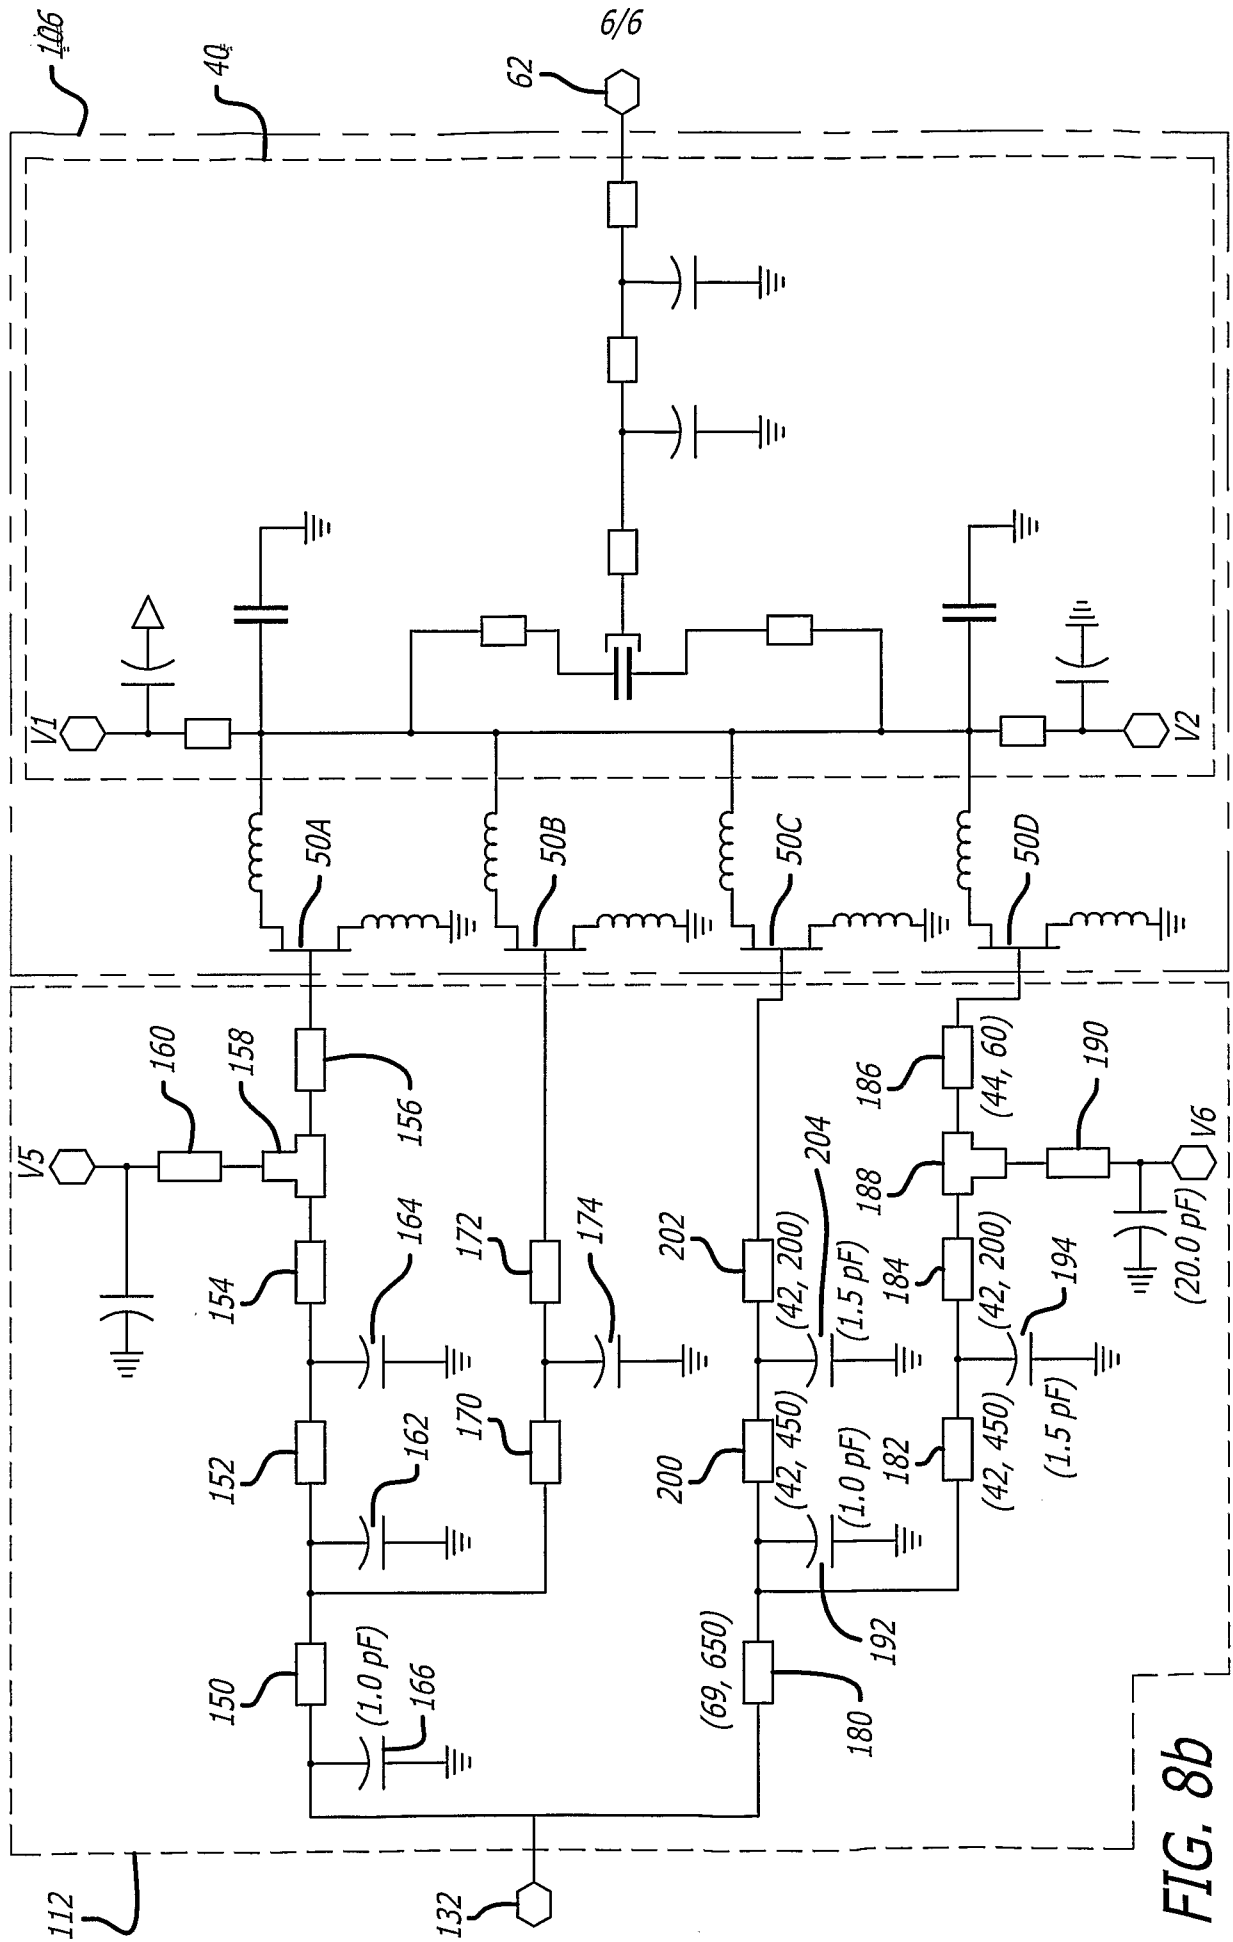 6/6
106
40
62
V1
V2
50A
50B
50C
50D
V5
160
158
156
154
164
152
162
172
174
170
150
(1.0 pF)
166
202
(42, 200)
204
(1.5 pF)
200
(42, 450)
(1.0 pF)
192
(69, 650)
180
186
(44, 60)
188
190
V6
(20.0 pF)
184
(42, 200)
194
182
(42, 450)
(1.5 pF)
112
132
FIG. 8b